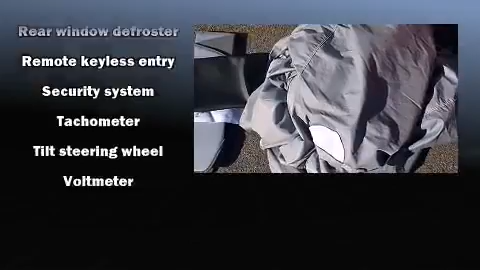 Rear window defroster
Remote keyless entry
Security system
Tachometer
Tilt steering wheel
Voltmeter